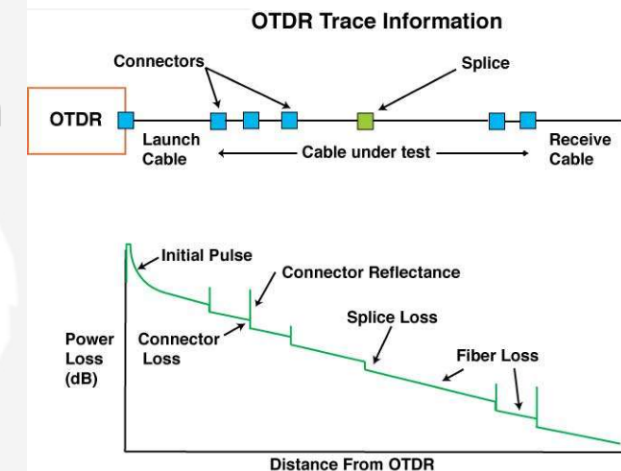 OTDR Trace Information
Connectors
Splice
OTDR
Launch
Cable
Cable under test
Receive
Cable
Initial Pulse
Connector Reflectance
Connector
Loss
Splice Loss
Fiber Loss
Power
Loss
(dB)
Distance From OTDR